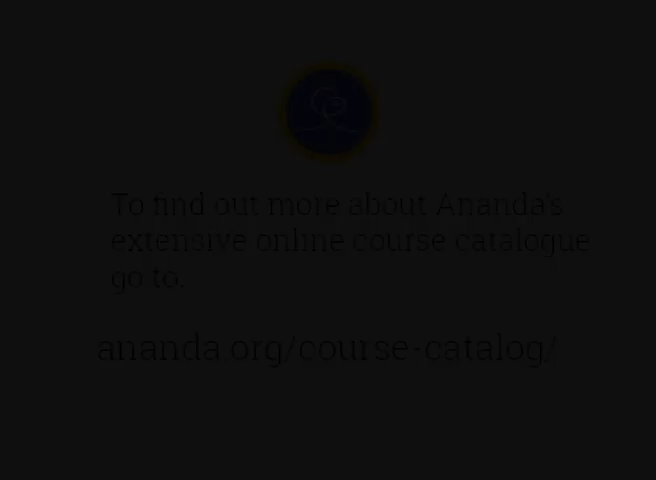 To find out more about Ananda's
extensive online course catalogue
go to:
ananda.org/course-catalog/